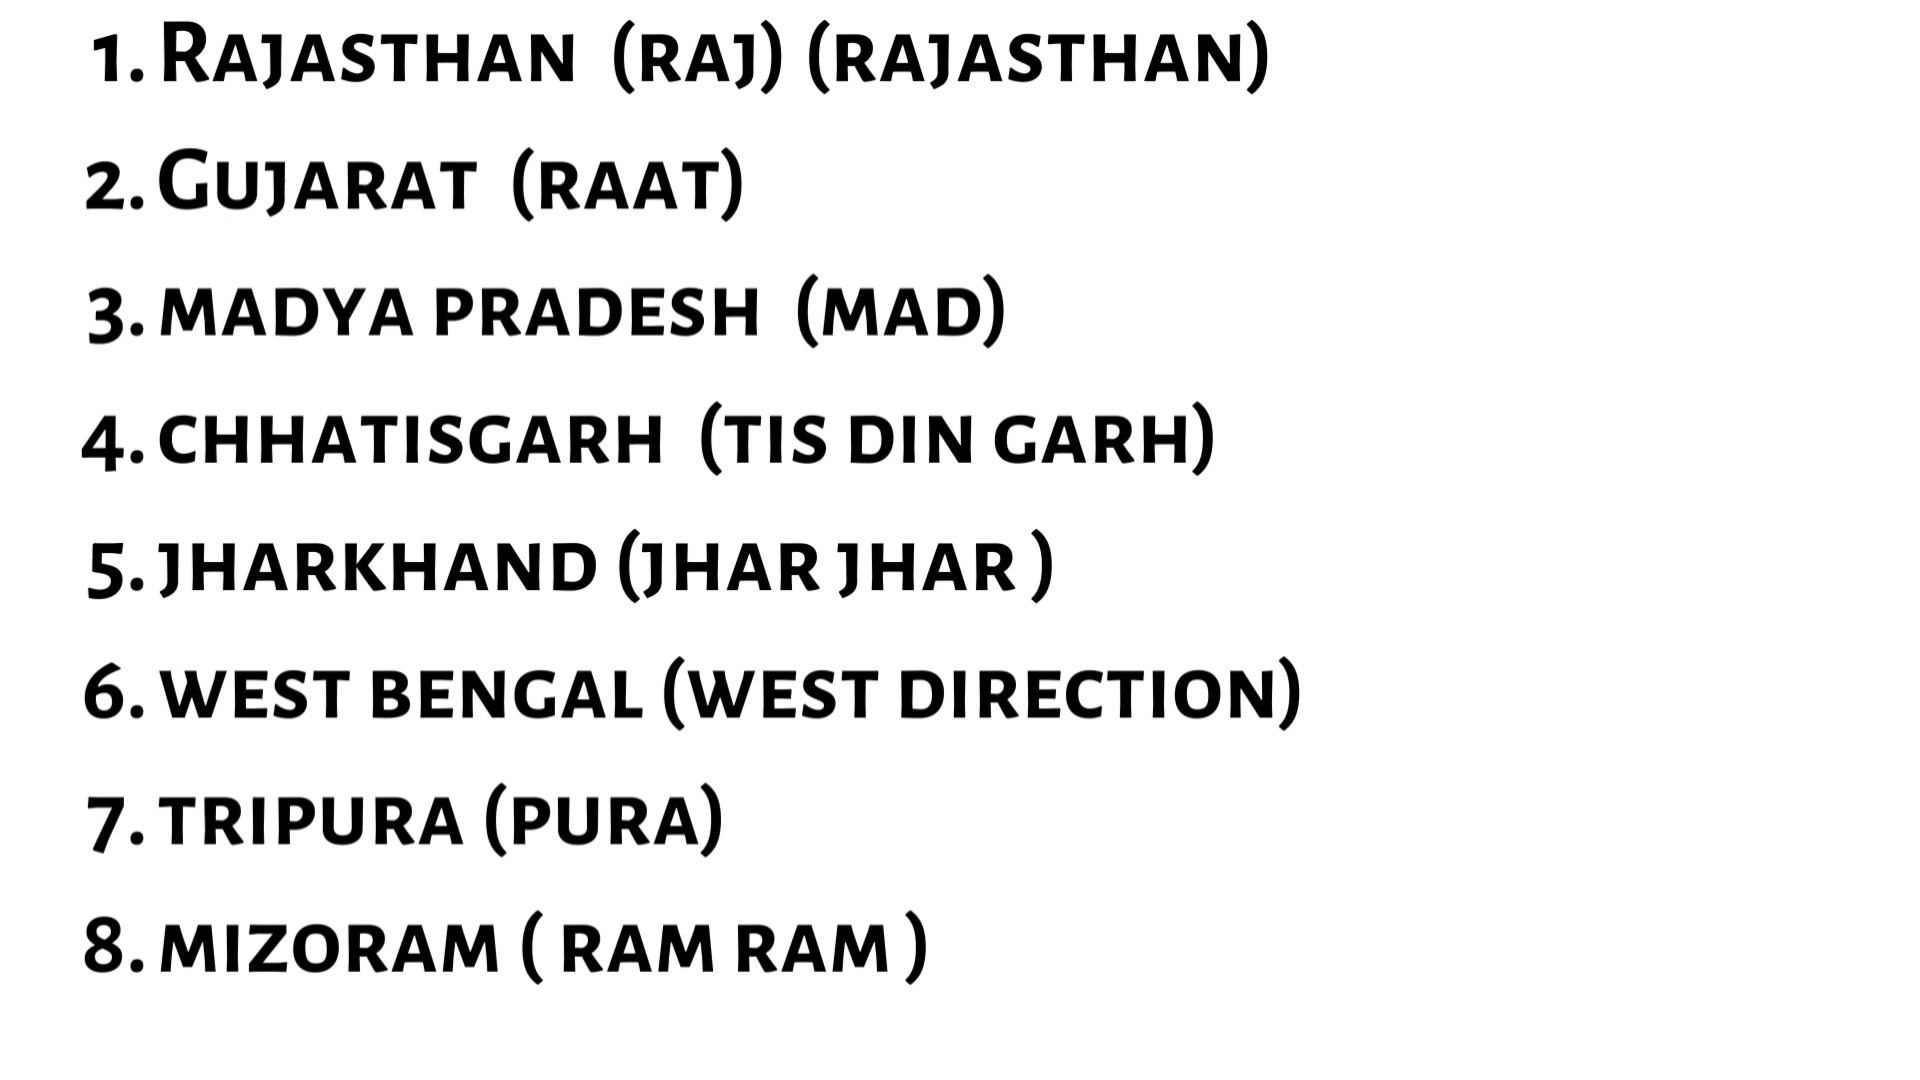 1. Rajasthan (raj) (rajasthan)
2. Gujarat (raat)
3. madya pradesh (mad)
4. chhatisgarh (tis din garh)
5. jharkhand (jhar jhar )
6. west bengal (west direction)
7. tripura (pura)
8. mizoram ( ram ram )